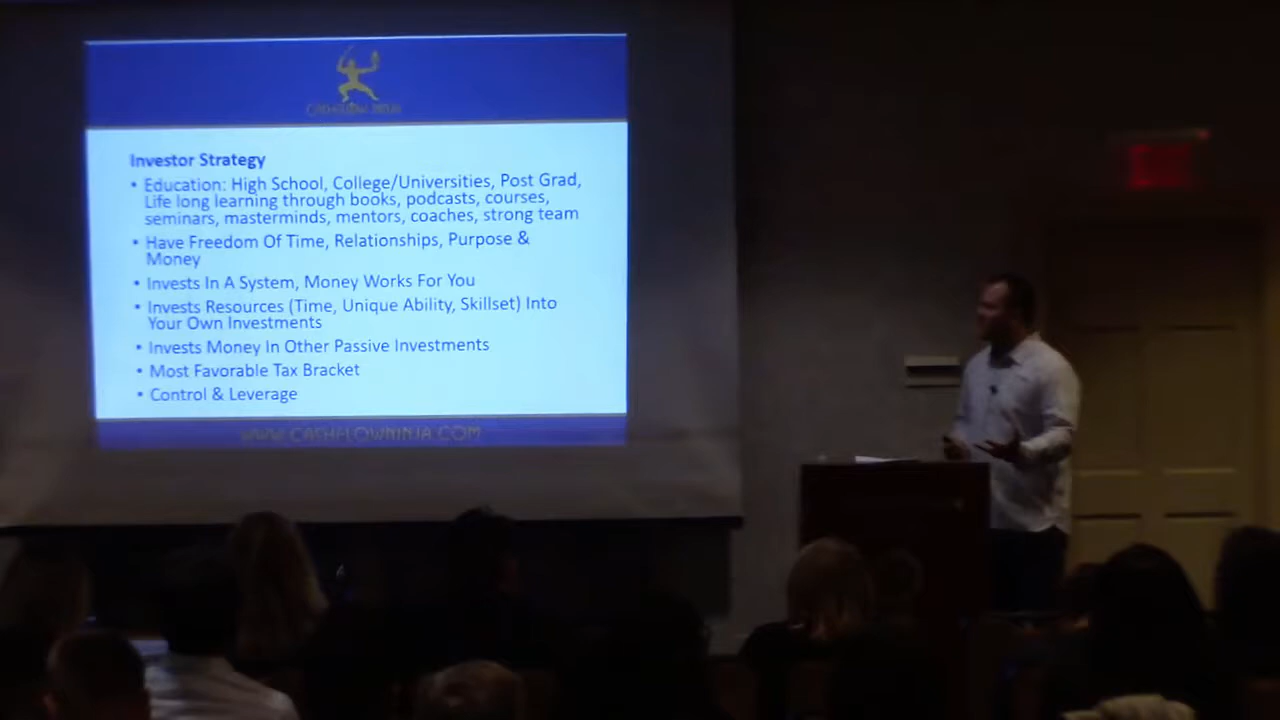 CASHFLOW NINJA
Investor Strategy
• Education: High School, College/Universities, Post Grad,
Life long learning through books, podcasts, courses,
seminars, masterminds, mentors, coaches, strong team
• Have Freedom Of Time, Relationships, Purpose &
Money
• Invests In A System, Money Works For You
• Invests Resources (Time, Unique Ability, Skillset) Into
Your Own Investments
• Invests Money In Other Passive Investments
• Most Favorable Tax Bracket
• Control & Leverage
WWW.CASHFLOWNINJA.COM